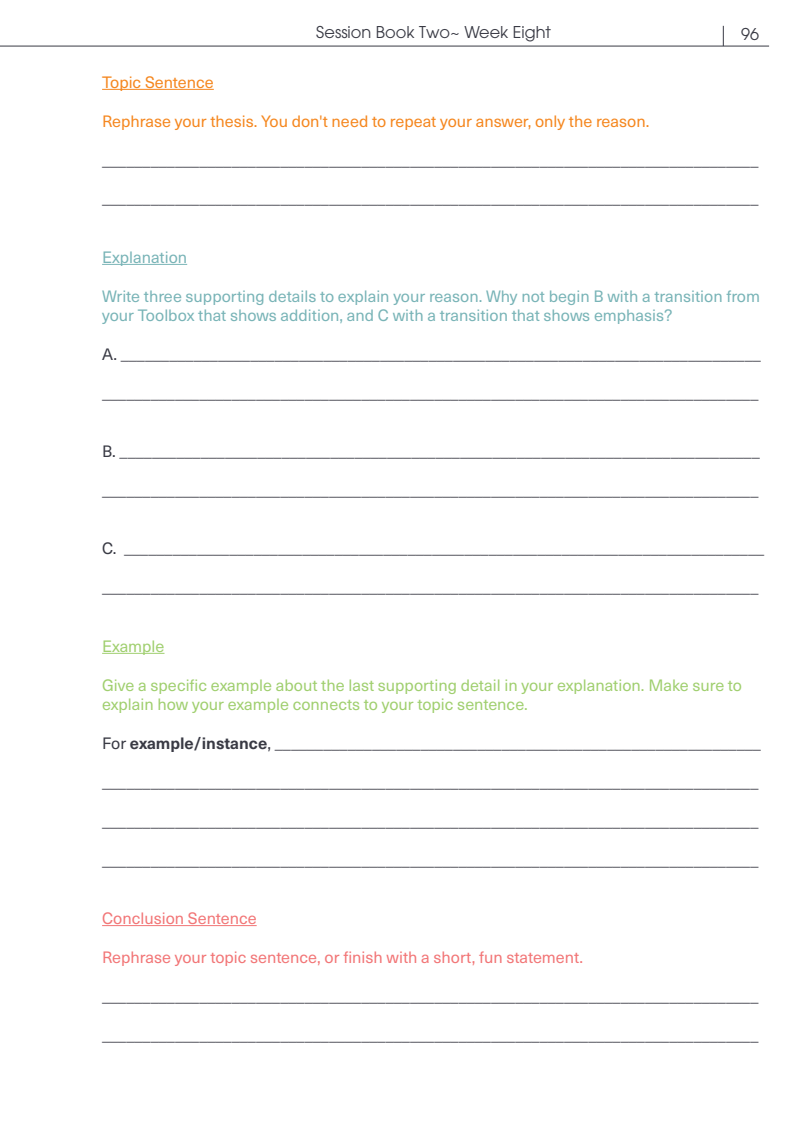 Session Book Two~ Week Eight
96
Topic Sentence
Rephrase your thesis. You don't need to repeat your answer, only the reason.
Explanation
Write three supporting details to explain your reason. Why not begin B with a transition from
your Toolbox that shows addition, and C with a transition that shows emphasis?
A.
B.
C.
Example
Give a specific example about the last supporting detail in your explanation. Make sure to
explain how your example connects to your topic sentence.
For example/instance,
Conclusion Sentence
Rephrase your topic sentence, or finish with a short, fun statement.